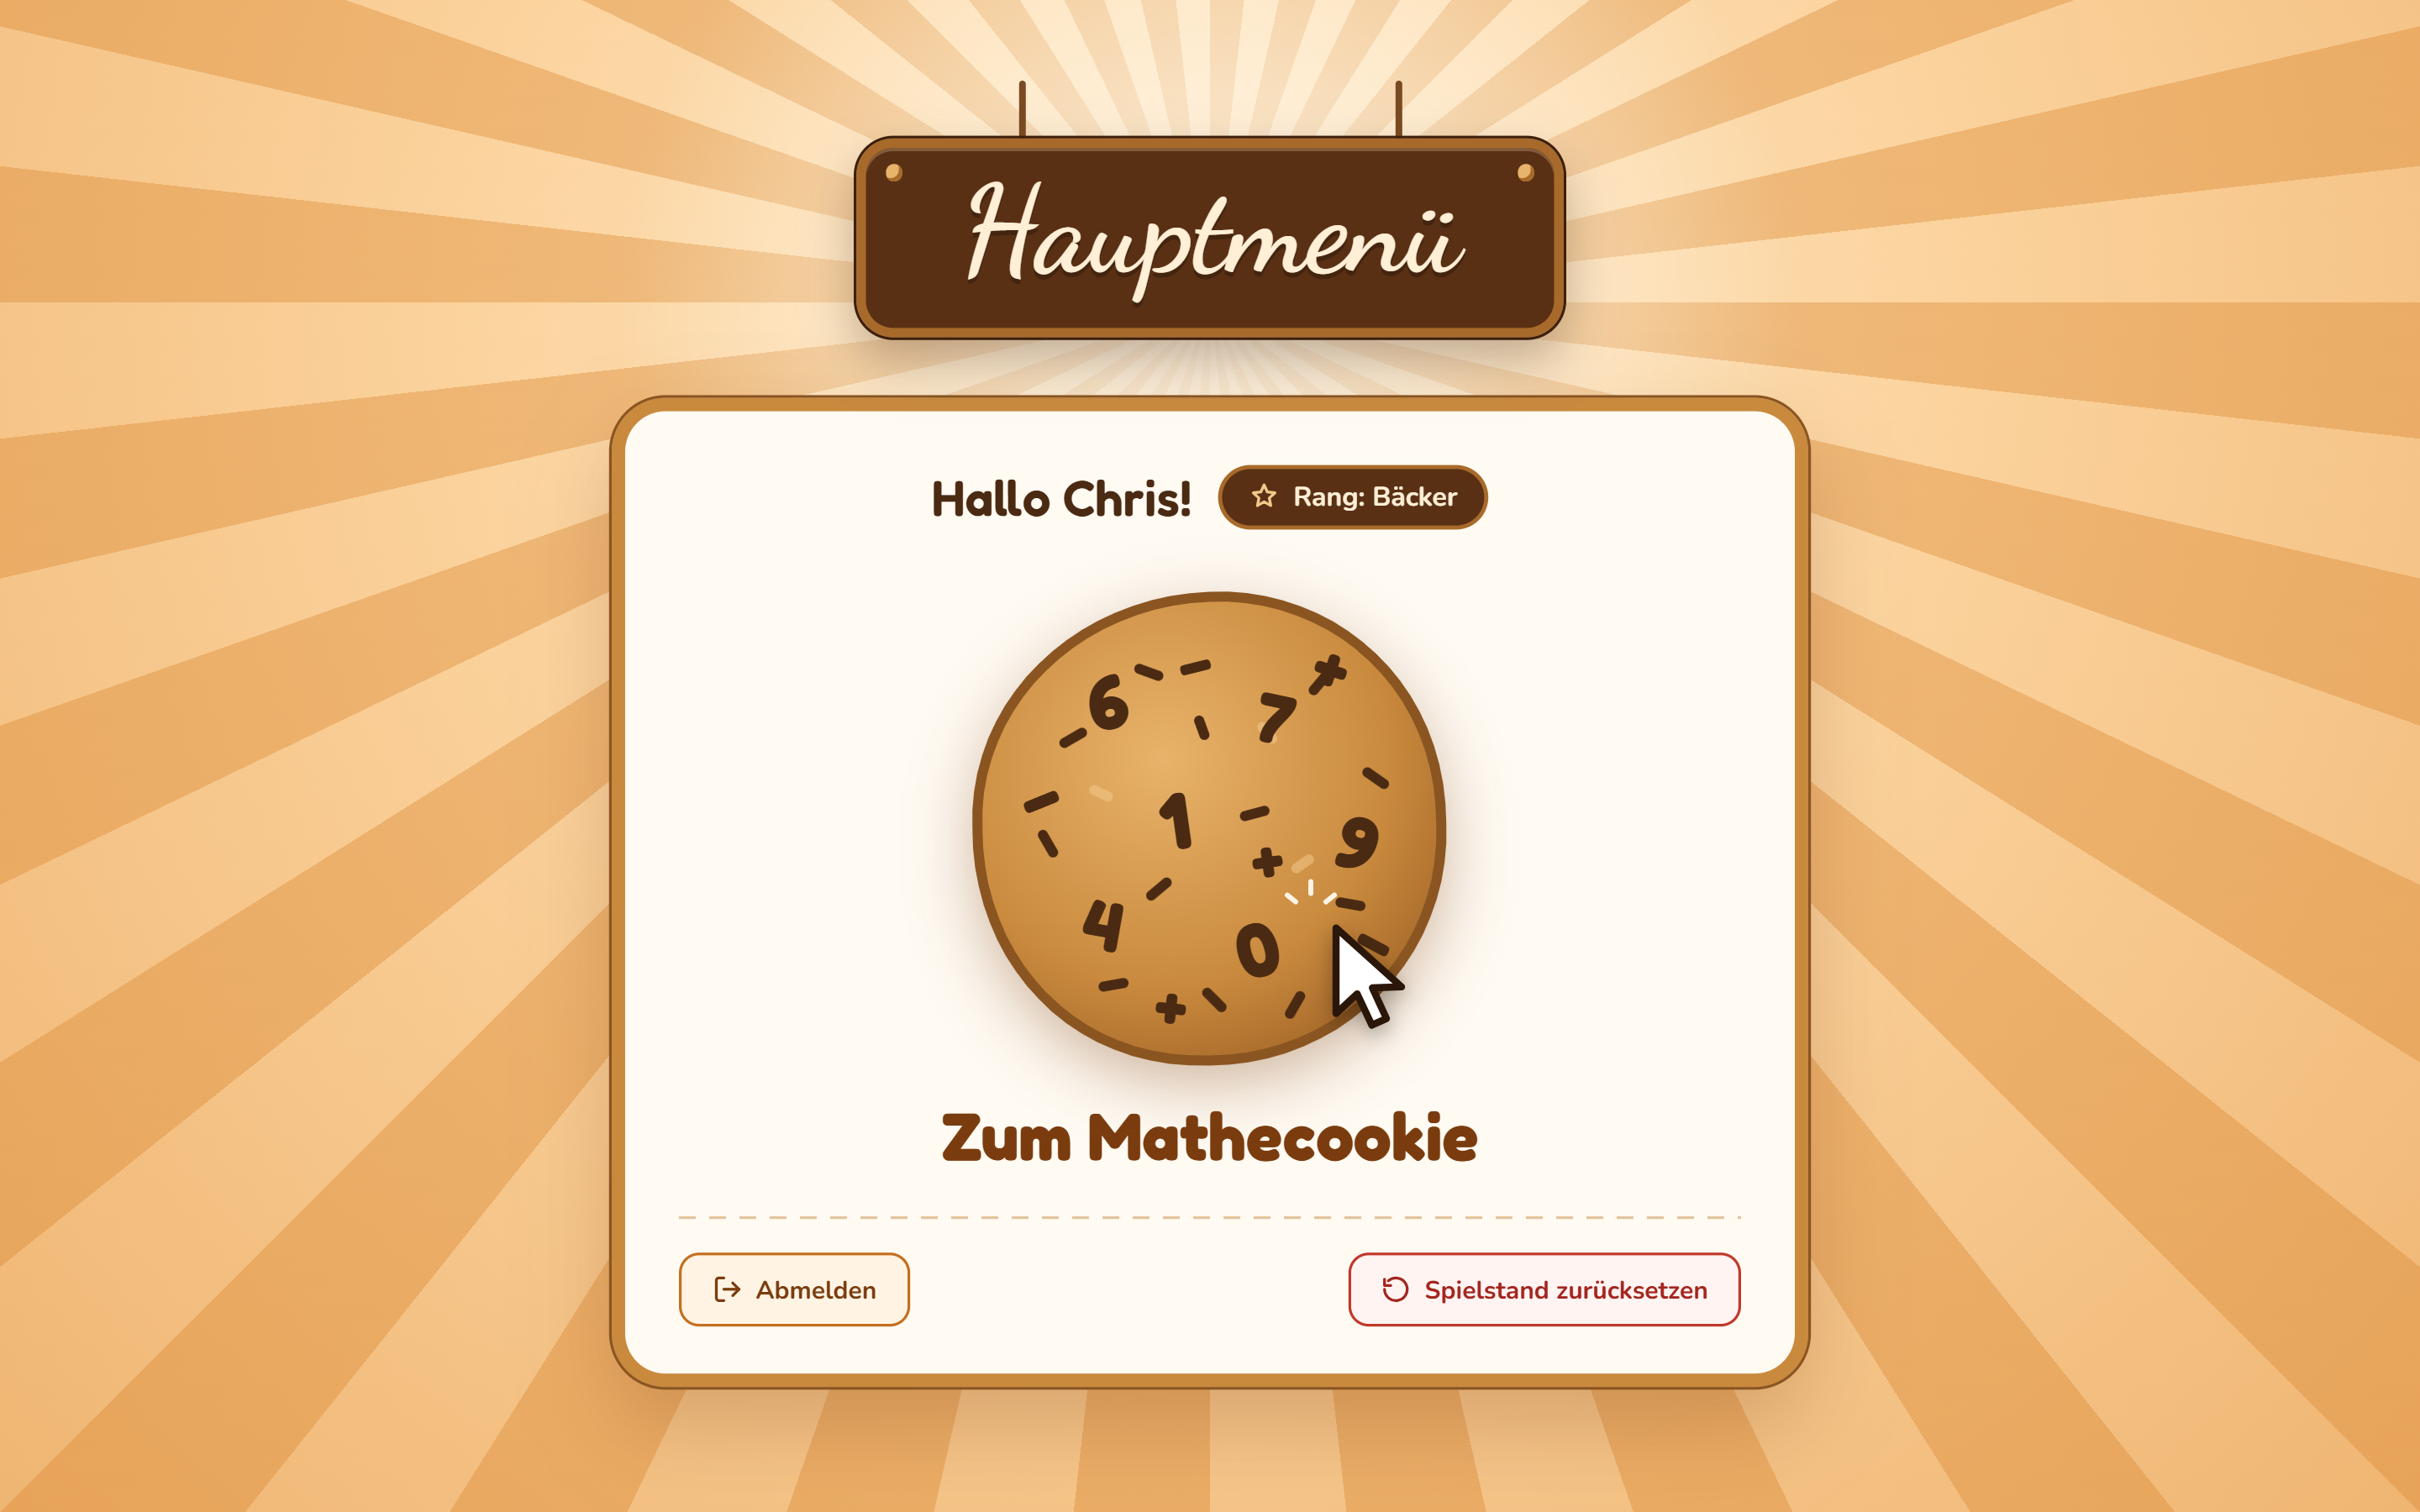 Hauptmenü
Hallo Chris!
Rang: Bäcker
6
7
+
1
9
+
4
0
+
Zum Mathecookie
Abmelden
Spielstand zurücksetzen